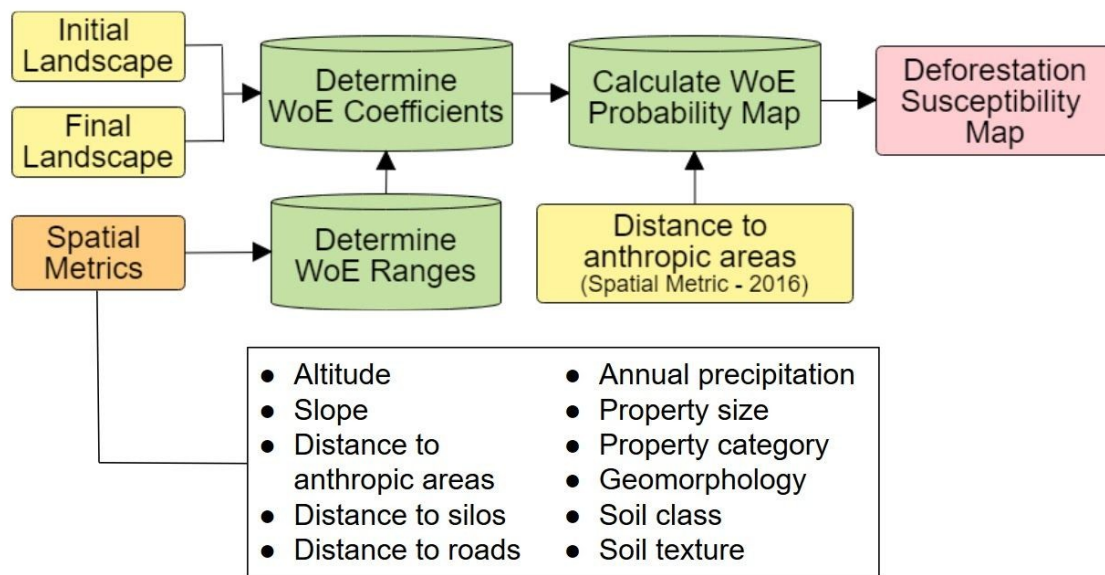 Initial
Landscape
Final
Landscape
Spatial
Metrics
Determine
WoE Coefficients
Determine
WoE Ranges
Calculate WoE
Probability Map
Distance to
anthropic areas
(Spatial Metric - 2016)
Deforestation
Susceptibility
Map
● Altitude
● Slope
● Distance to
anthropic areas
● Distance to silos
● Distance to roads
● Annual precipitation
● Property size
● Property category
● Geomorphology
● Soil class
● Soil texture